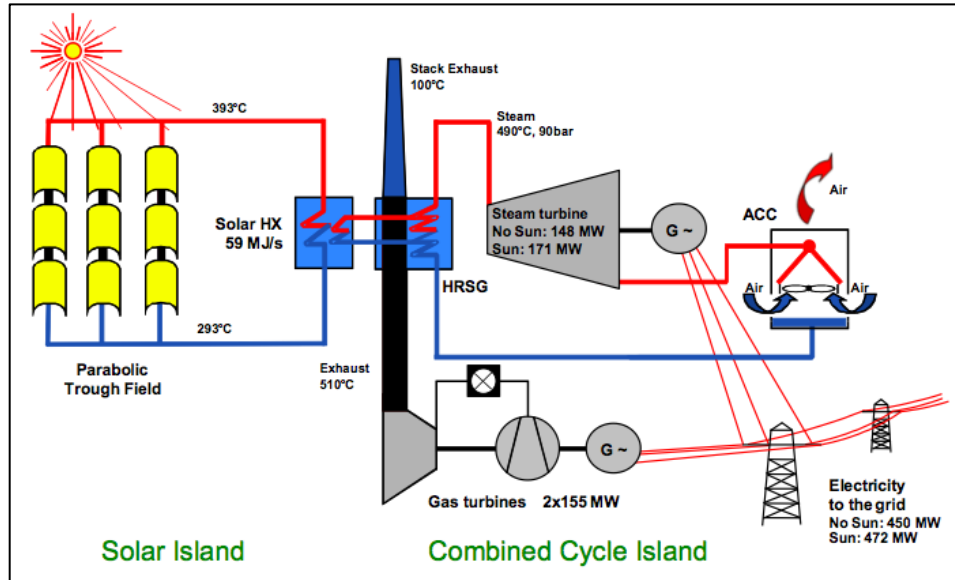 Stack Exhaust
100°C
393°C
Steam
490°C, 90bar
Air
Solar HX
59 MJ/s
Steam turbine
No Sun: 148 MW
Sun: 171 MW
G ~
ACC
Air
Air
HRSG
293°C
Parabolic
Trough Field
Exhaust
510°C
G ~
Gas turbines 2x155 MW
Electricity
to the grid
No Sun: 450 MW
Sun: 472 MW
Solar Island
Combined Cycle Island